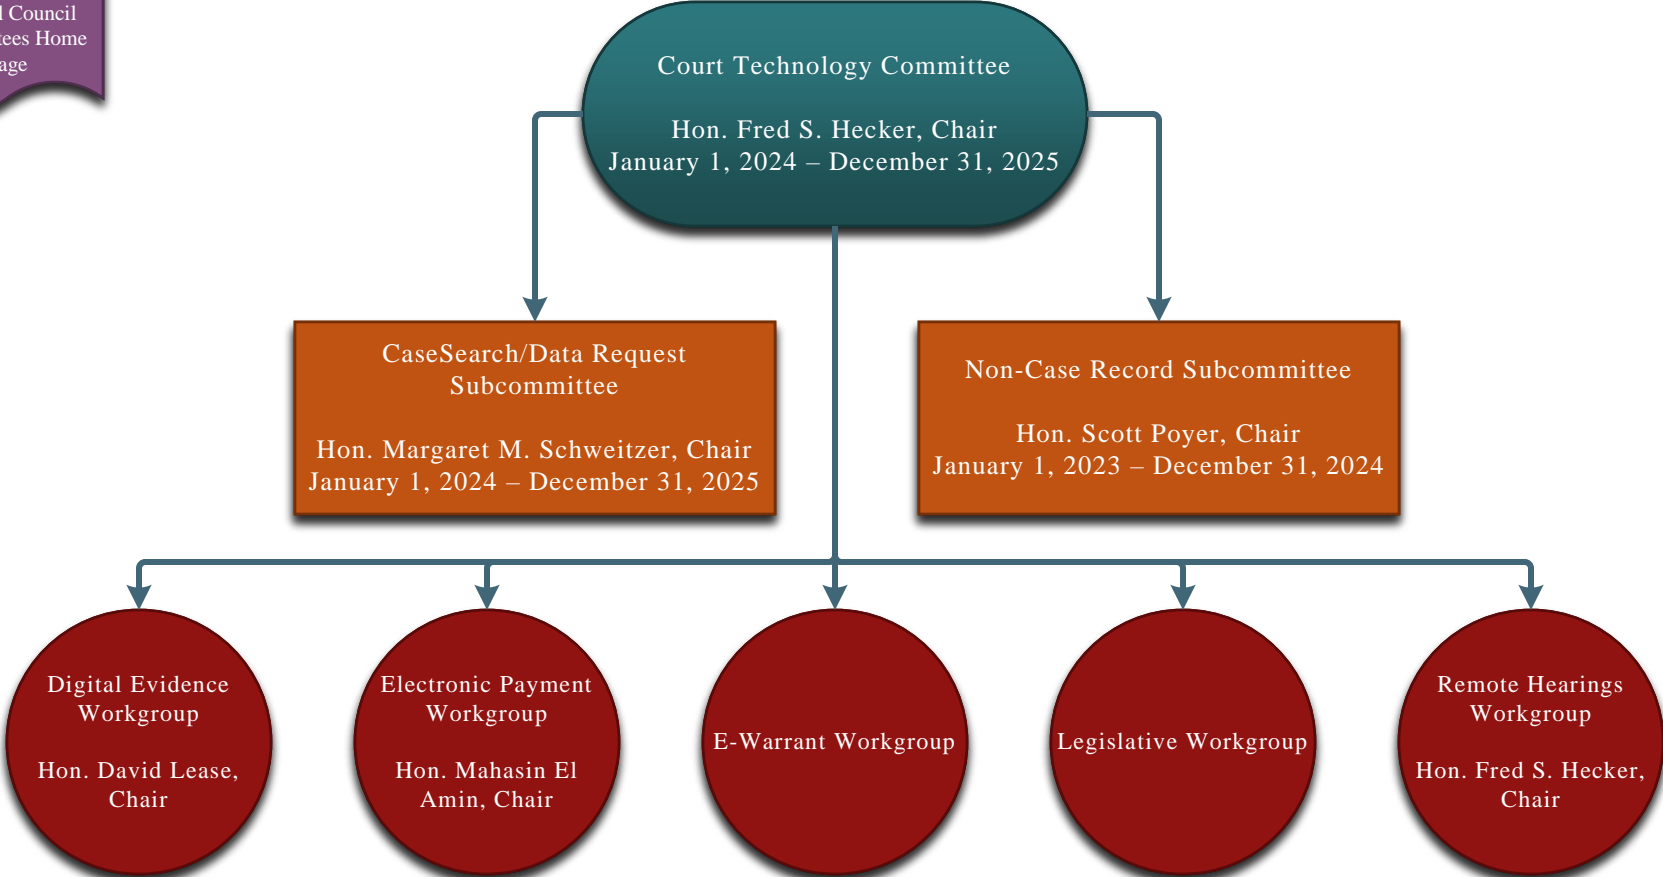 Council
Home
Court Technology Committee
Hon. Fred S. Hecker, Chair
January 1, 2024 – December 31, 2025
CaseSearch/Data Request
Subcommittee
Hon. Margaret M. Schweitzer, Chair
January 1, 2024 – December 31, 2025
Non-Case Record Subcommittee
Hon. Scott Poyer, Chair
January 1, 2023 – December 31, 2024
Digital Evidence
Workgroup
Hon. David Lease,
Chair
Electronic Payment
Workgroup
Hon. Mahasin El
Amin, Chair
E-Warrant Workgroup
Legislative Workgroup
Remote Hearings
Workgroup
Hon. Fred S. Hecker,
Chair